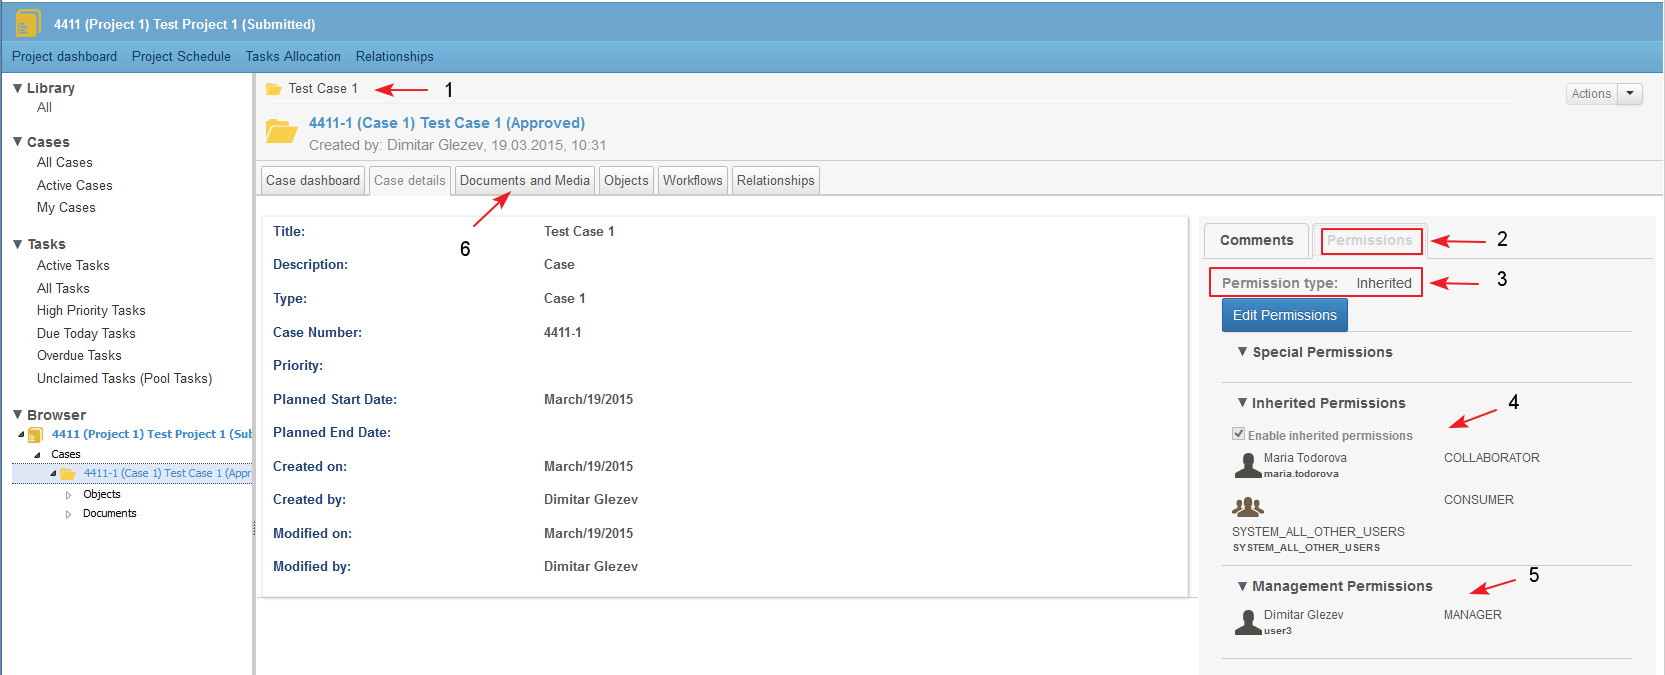 4411 (Project 1) Test Project 1 (Submitted)
Project dashboard Project Schedule Tasks Allocation Relationships
Library
All
Cases
All Cases
Active Cases
My Cases
Tasks
Active Tasks
All Tasks
High Priority Tasks
Due Today Tasks
Overdue Tasks
Unclaimed Tasks (Pool Tasks)
Browser
4411 (Project 1) Test Project 1 (Sub
Cases
4411-1 (Case 1) Test Case 1 (Appr
Objects
Documents
Test Case 1 1
Actions
4411-1 (Case 1) Test Case 1 (Approved)
Created by: Dimitar Glezev, 19.03.2015, 10:31
Case dashboard Case details Documents and Media Objects Workflows Relationships
6
Title: Test Case 1
Description: Case
Type: Case 1
Case Number: 4411-1
Priority:
Planned Start Date: March/19/2015
Planned End Date:
Created on: March/19/2015
Created by: Dimitar Glezev
Modified on: March/19/2015
Modified by: Dimitar Glezev
Comments Permissions 2
Permission type: Inherited 3
Edit Permissions
Special Permissions
Inherited Permissions 4
Enable inherited permissions
Maria Todorova COLLABORATOR
maria.todorova
CONSUMER
SYSTEM_ALL_OTHER_USERS
SYSTEM_ALL_OTHER_USERS
Management Permissions 5
Dimitar Glezev MANAGER
user3